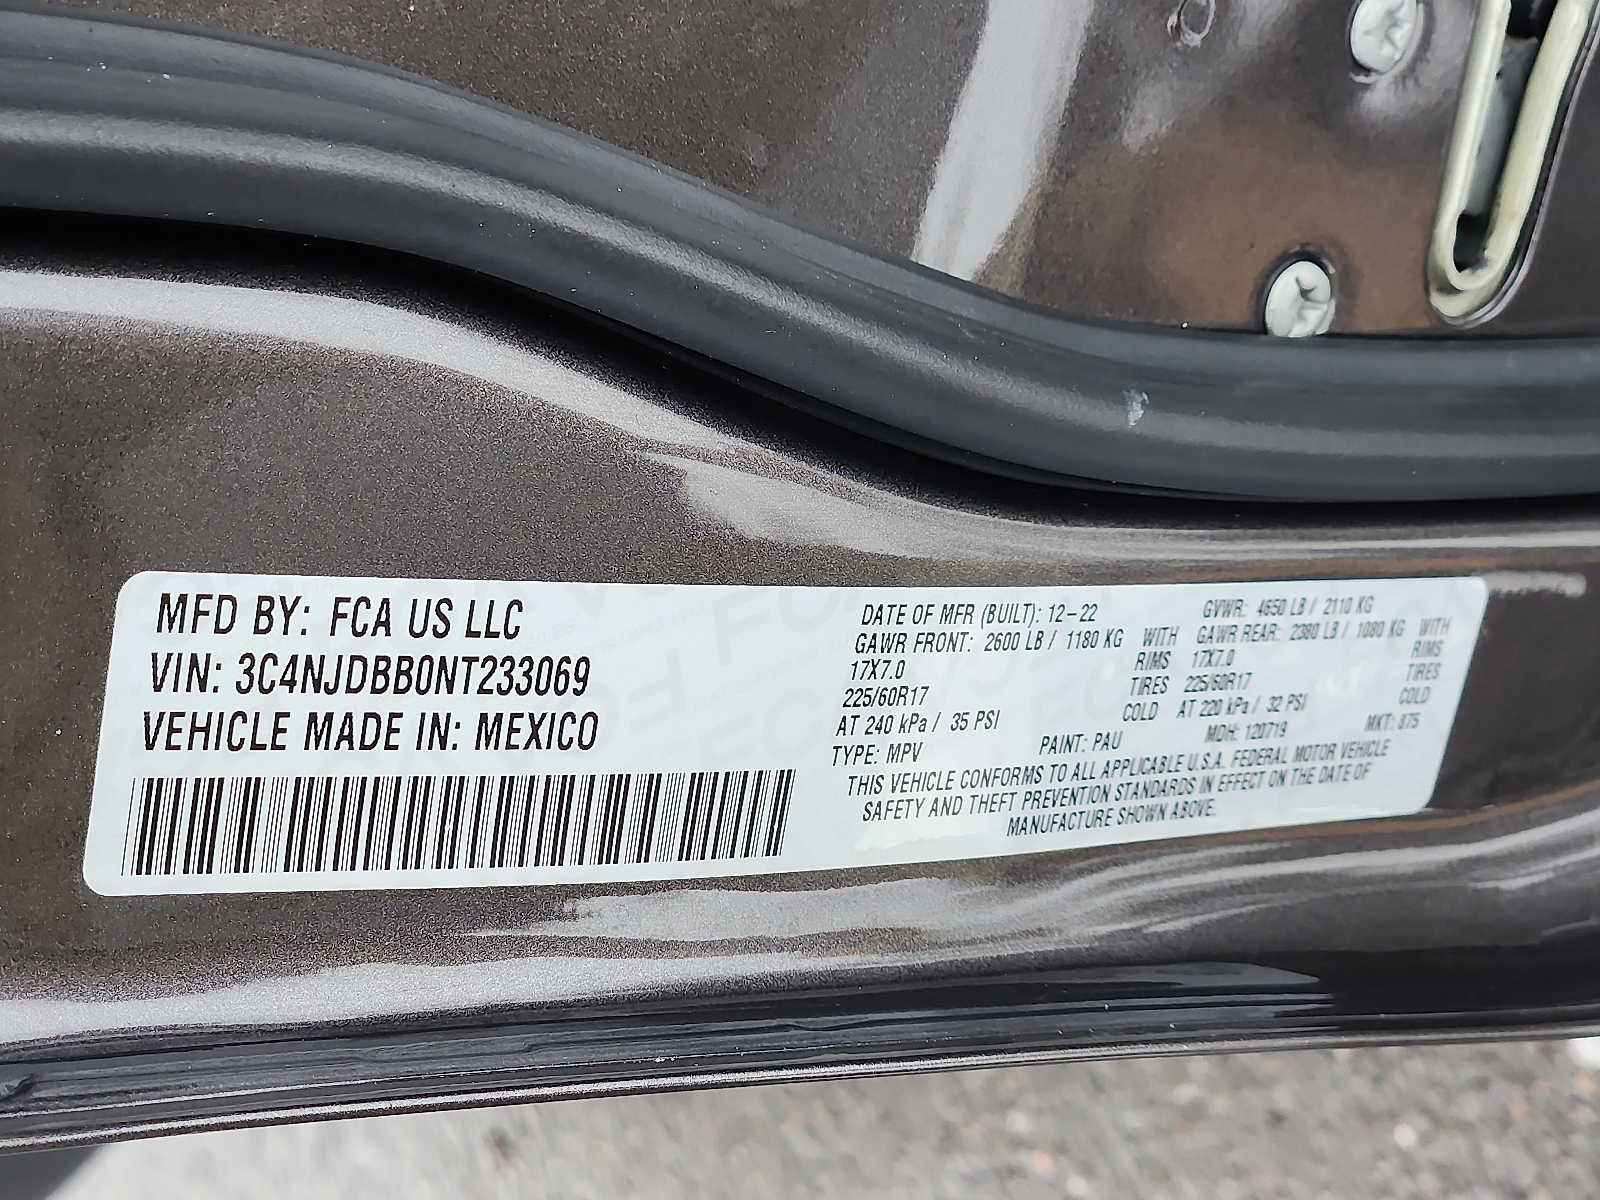 MFD BY: FCA US LLC
VIN: 3C4NJDBB0NT233069
VEHICLE MADE IN: MEXICO
DATE OF MFR (BUILT): 12-22 GVWR: 4650 LB / 2110 KG
GAWR FRONT: 2600 LB / 1180 KG WITH GAWR REAR: 2380 LB / 1080 KG WITH
17X7.0 RIMS 17X7.0 RIMS
225/60R17 TIRES 225/60R17 TIRES
AT 240 kPa / 35 PSI COLD AT 220 kPa / 32 PSI COLD
TYPE: MPV PAINT: PAU MDH: 120719 MKT: 875
THIS VEHICLE CONFORMS TO ALL APPLICABLE U.S.A. FEDERAL MOTOR VEHICLE
SAFETY AND THEFT PREVENTION STANDARDS IN EFFECT ON THE DATE OF
MANUFACTURE SHOWN ABOVE.